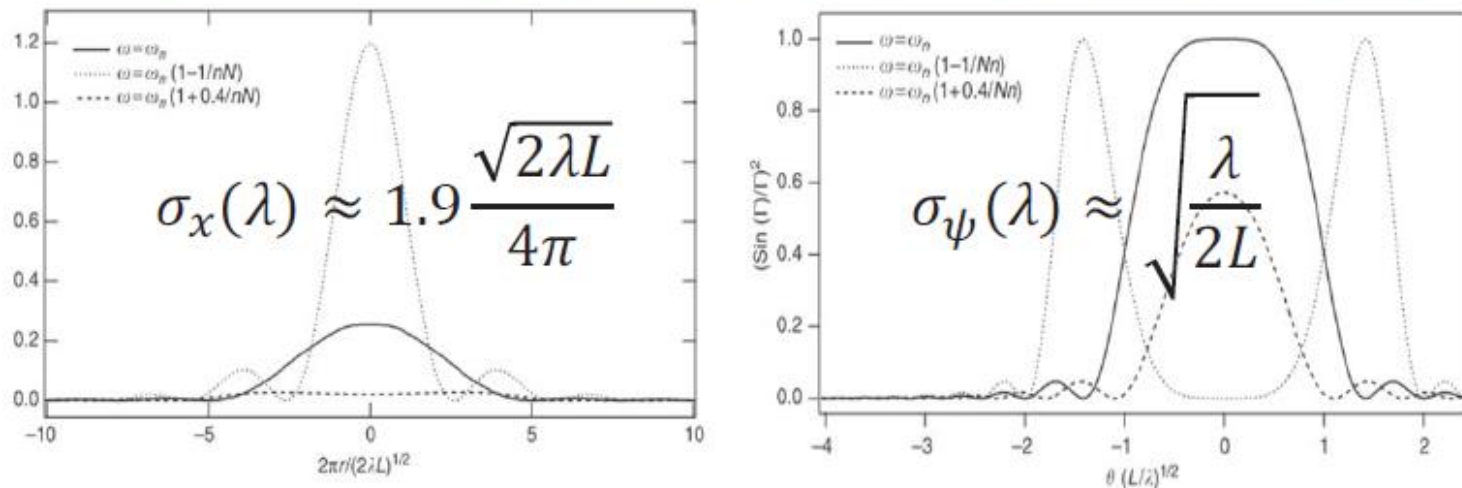 1.2
1.0
0.8
0.6
0.4
0.2
0.0
ω=ωₙ
ω=ωₙ (1−1/nN)
ω=ωₙ (1+0.4/nN)
σₓ(λ) ≈ 1.9 √(2λL) / 4π
−10 −5 0 5 10
2πr/(2λL)^1/2
(Sin (Γ)/Γ)²
1.0
0.8
0.6
0.4
0.2
0.0
ω=ωₙ
ω=ωₙ (1−1/Nn)
ω=ωₙ (1+0.4/Nn)
σ_ψ(λ) ≈ √(λ / 2L)
−4 −3 −2 −1 0 1 2
θ (L/λ)^1/2